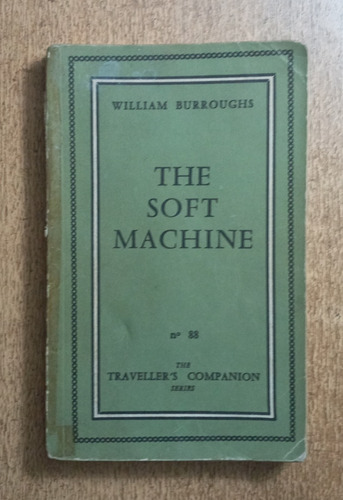 WILLIAM BURROUGHS
THE
SOFT
MACHINE
nº 88
THE
TRAVELLER'S COMPANION
SERIES